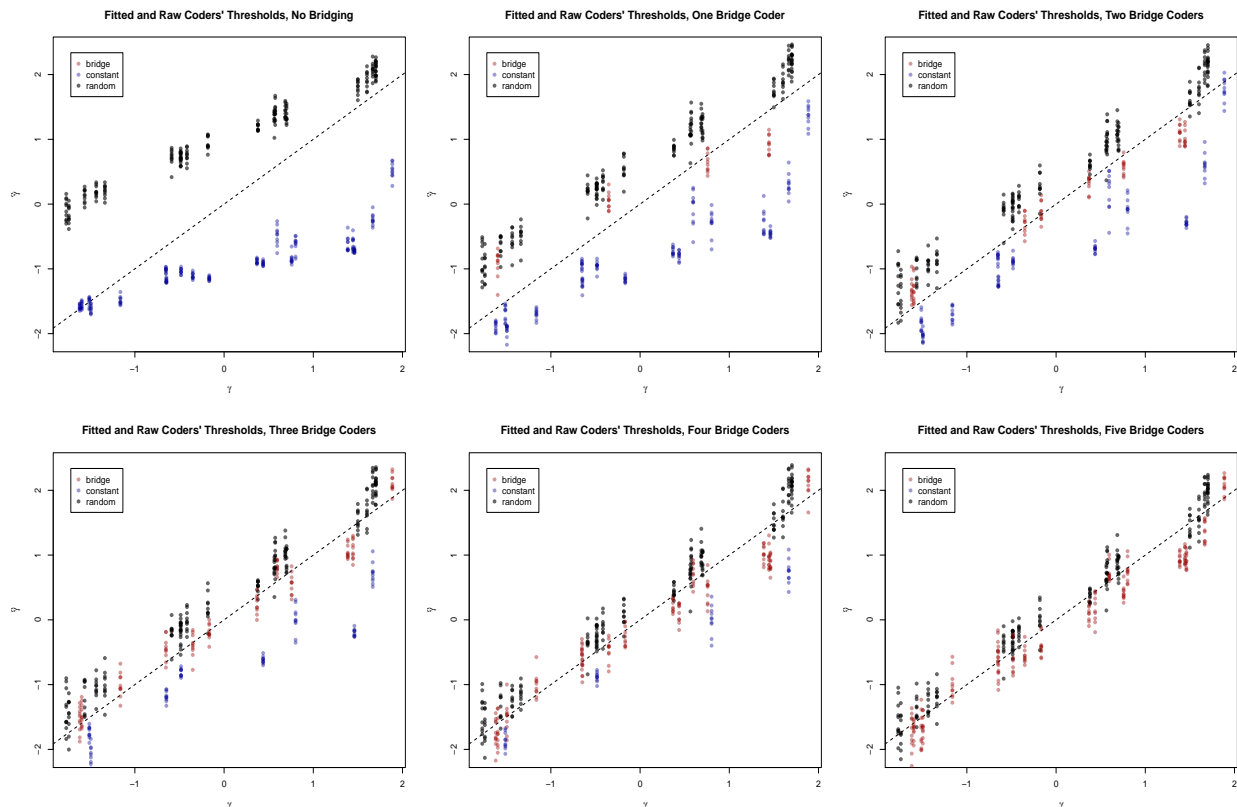 Fitted and Raw Coders' Thresholds, No Bridging
bridge
constant
random
2
1
0
−1
−2
−1
0
1
2
γ
Fitted and Raw Coders' Thresholds, One Bridge Coder
bridge
constant
random
2
1
0
−1
−2
−1
0
1
2
γ
Fitted and Raw Coders' Thresholds, Two Bridge Coders
bridge
constant
random
2
1
0
−1
−2
−1
0
1
2
γ
Fitted and Raw Coders' Thresholds, Three Bridge Coders
bridge
constant
random
2
1
0
−1
−2
−1
0
1
2
Fitted and Raw Coders' Thresholds, Four Bridge Coders
bridge
constant
random
2
1
0
−1
−2
−1
0
1
2
Fitted and Raw Coders' Thresholds, Five Bridge Coders
bridge
constant
random
2
1
0
−1
−2
−1
0
1
2